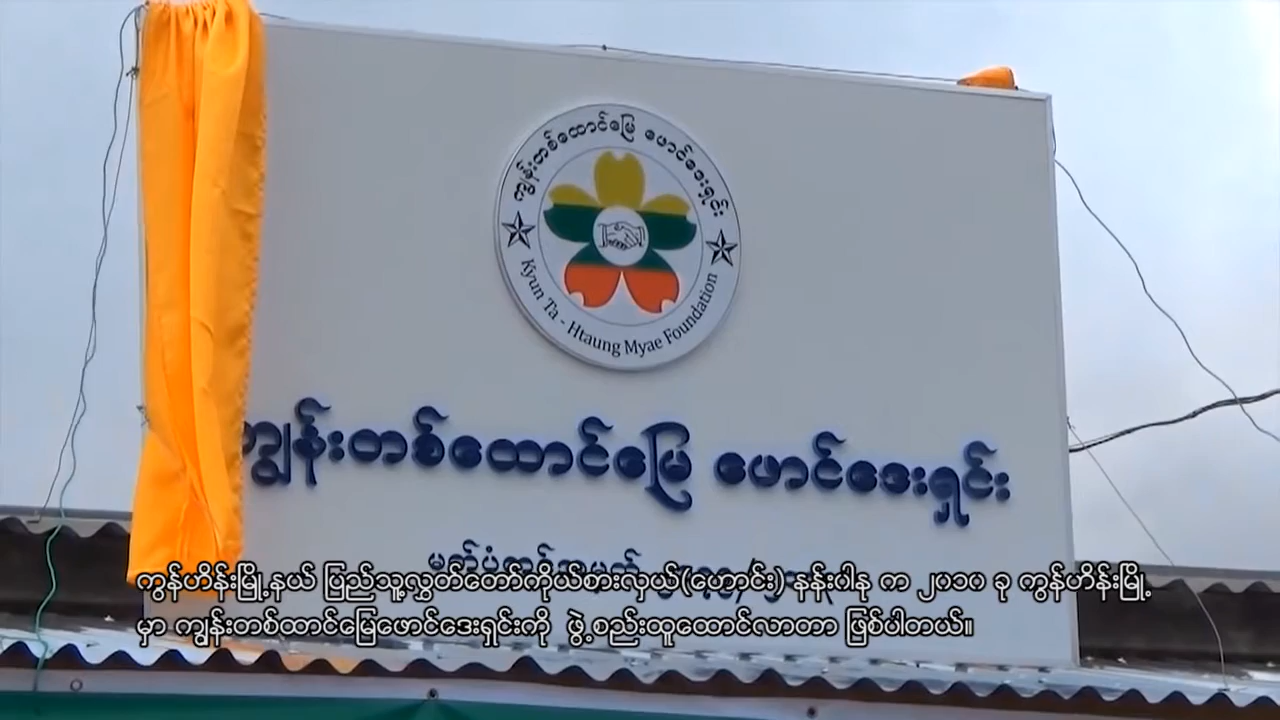 ကျွန်းတစ်ထောင်မြေ ဖောင်ဒေးရှင်း
Kyun Ta - Htaung Myae Foundation
ကျွန်းတစ်ထောင်မြေ ဖောင်ဒေးရှင်း
ကွန်ဟိန်းမြို့နယ် ပြည်သူ့လွှတ်တော်ကိုယ်စားလှယ်(ဟောင်း) နန်းဝါနု က ၂၀၁၀ ခု ကွန်ဟိန်းမြို့
မှာ ကျွန်းတစ်ထာင်မြေဖောင်ဒေးရှင်းကို ဖွဲ့စည်းထူထောင်လာတာ ဖြစ်ပါတယ်။